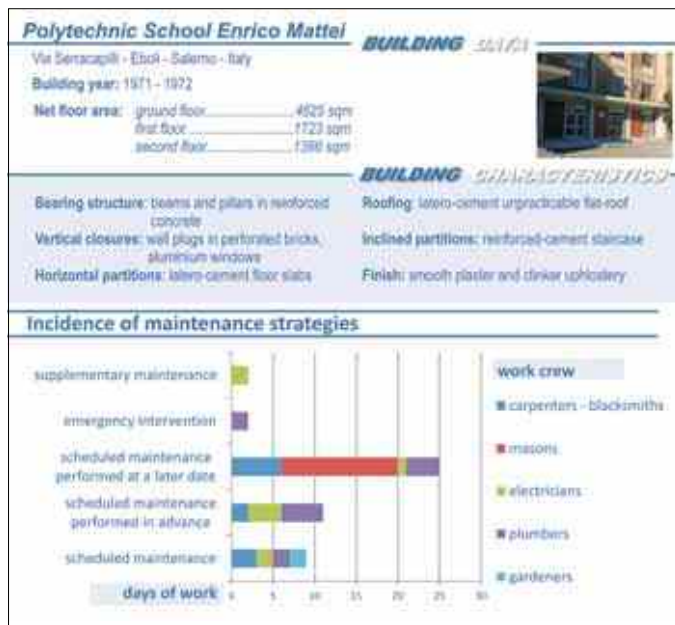 Polytechnic School Enrico Mattei
BUILDING DATA
Via Serracapilli - Eboli - Salerno - Italy
Building year: 1971 - 1972
Net floor area: ground floor 4625 sqm
first floor 1723 sqm
second floor sqm
BUILDING CHARACTERISTICS
Bearing structure: beams and pillars in reinforced
concrete
Vertical closures: wall plugs in perforated bricks,
aluminium windows
Horizontal partitions: latero-cement floor slabs
Roofing: latero-cement unpracticable flat-roof
Inclined partitions: reinforced-cement staircase
Finish: smooth plaster and clinker
Incidence of maintenance strategies
supplementary maintenance
emergency intervention
scheduled maintenance
performed at a later date
scheduled maintenance
performed in advance
scheduled maintenance
days of work
0 5 10 15 20 25 30
work crew
carpenters - blacksmiths
masons
electricians
plumbers
gardeners